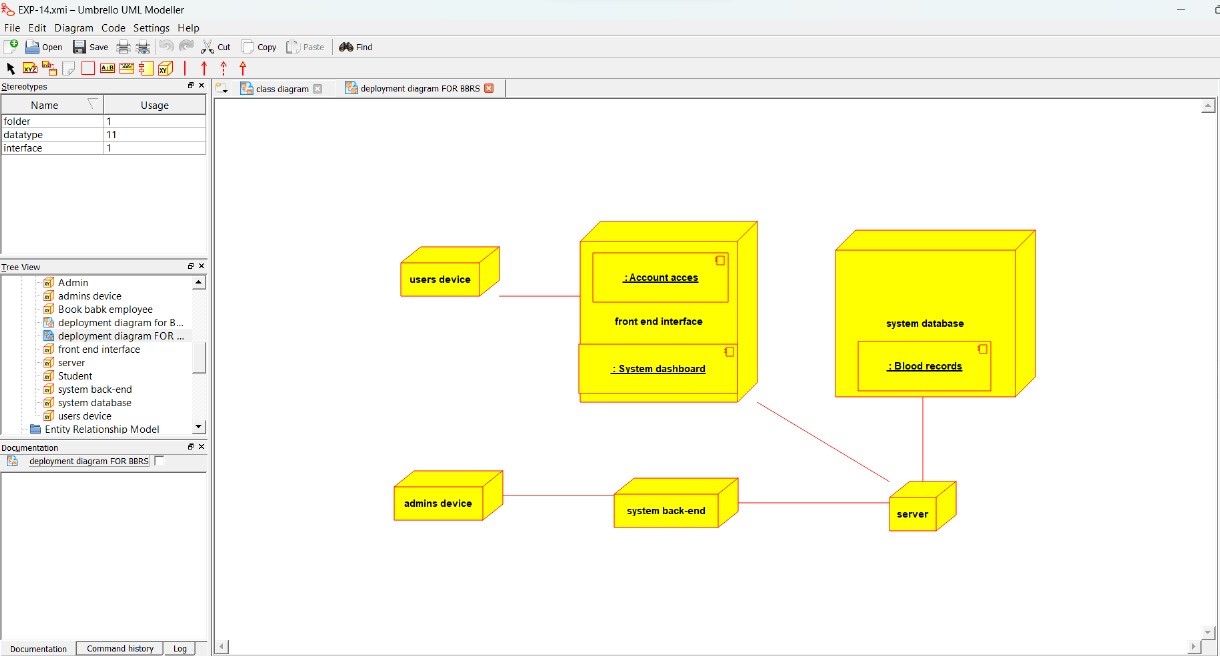 EXP-14.xmi – Umbrello UML Modeller
File Edit Diagram Code Settings Help
Open Save Cut Copy Paste Find
Stereotypes
Name Usage
folder 1
datatype 11
interface 1
Tree View
Admin
admins device
Book babk employee
deployment diagram for B...
deployment diagram FOR ...
front end interface
server
Student
system back-end
system database
users device
Entity Relationship Model
Documentation
deployment diagram FOR BBRS
Documentation Command history Log
class diagram deployment diagram FOR BBRS
users device
: Account acces
front end interface
: System dashboard
system database
: Blood records
admins device
system back-end
server